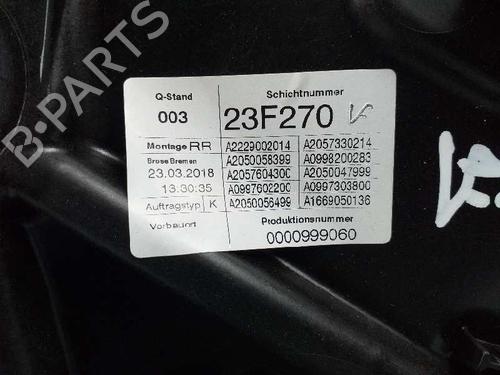 Q-Stand
003
Schichtnummer
23F270
Montage RR
Brose Bremen
23.03.2018
13:30:35
Auftragstyp K
Vorbauort
A2229002014 A2057330214
A2050058399 A0998200283
A2057604300 A2050047999
A0997602200 A0997303800
A2050056499 A1669050136
Produktionsnummer
0000999060
B-PARTS